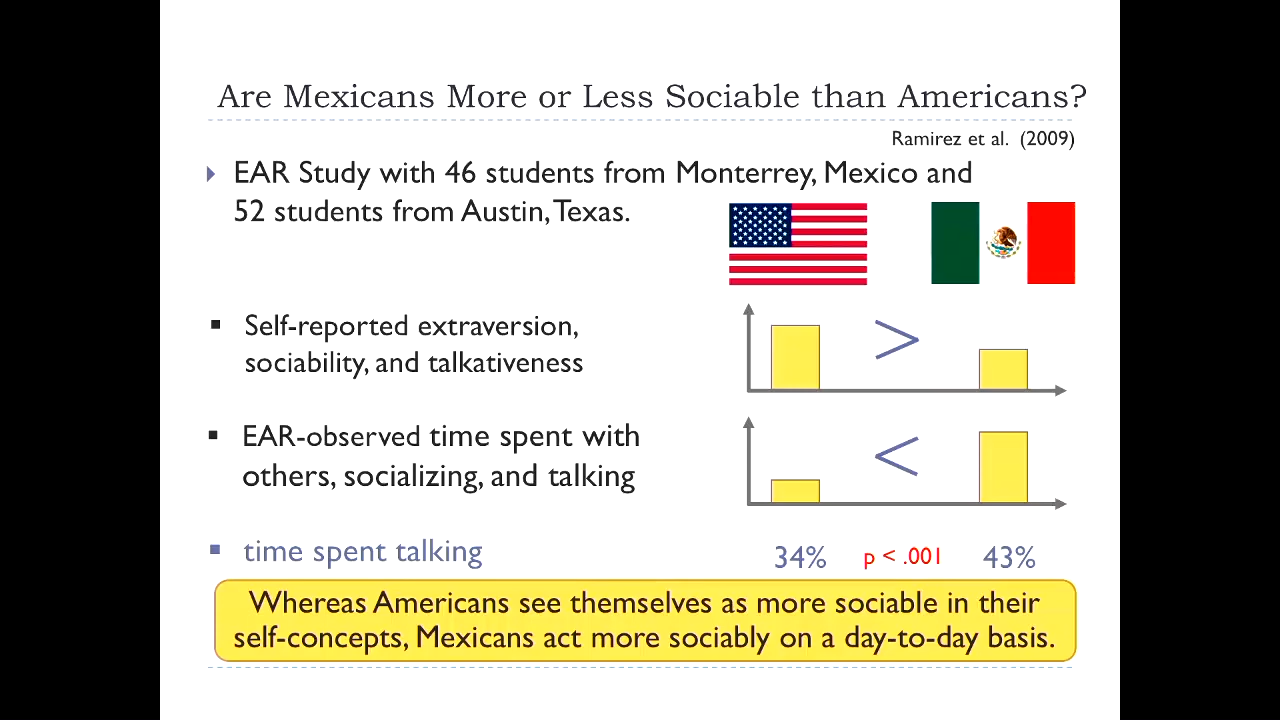 Are Mexicans More or Less Sociable than Americans?
Ramirez et al. (2009)
EAR Study with 46 students from Monterrey, Mexico and
52 students from Austin, Texas.
Self-reported extraversion,
sociability, and talkativeness
>
EAR-observed time spent with
others, socializing, and talking
<
time spent talking
34% p < .001 43%
Whereas Americans see themselves as more sociable in their
self-concepts, Mexicans act more sociably on a day-to-day basis.